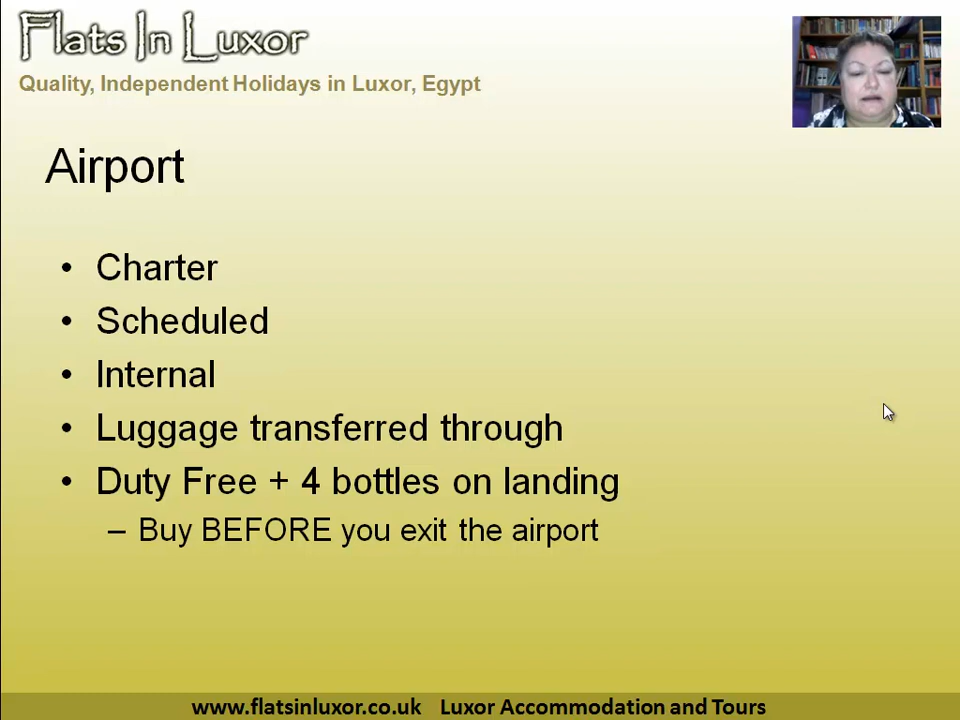 Flats In Luxor
Quality, Independent Holidays in Luxor, Egypt
Airport
• Charter
• Scheduled
• Internal
• Luggage transferred through
• Duty Free + 4 bottles on landing
– Buy BEFORE you exit the airport
www.flatsinluxor.co.uk Luxor Accommodation and Tours